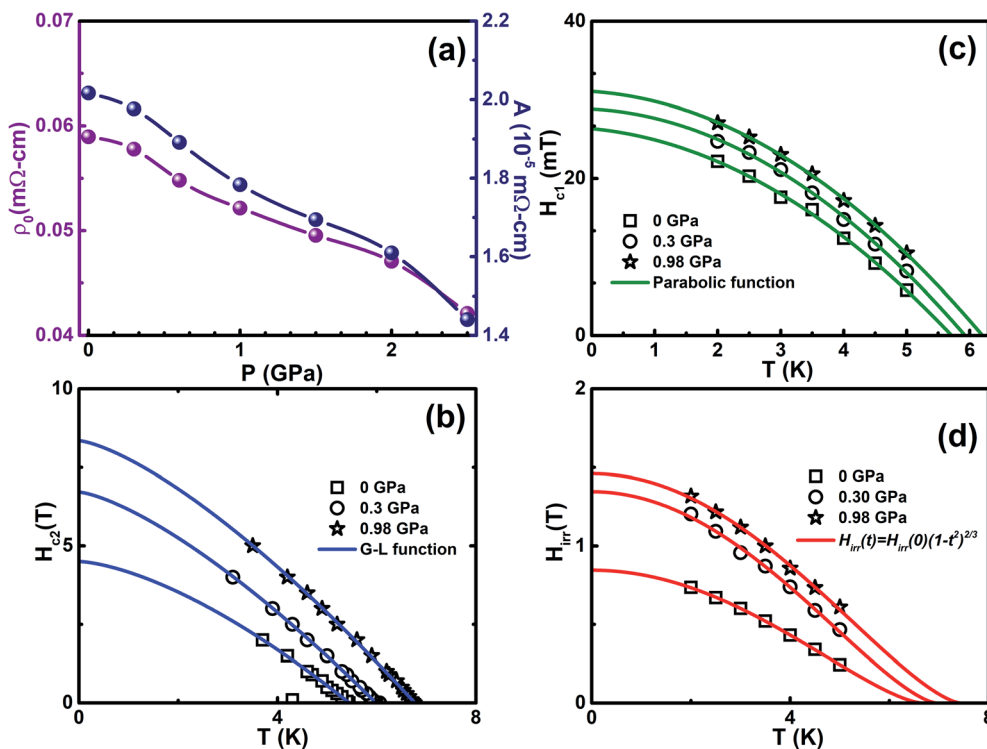 (a)
0.07
0.06
0.05
0.04
ρ0(mΩ-cm)
2.2
2.0
1.8
1.6
1.4
A (10-5 mΩ-cm)
0
1
2
P (GPa)
(c)
40
20
0
Hc1 (mT)
0 GPa
0.3 GPa
0.98 GPa
Parabolic function
0
1
2
3
4
5
6
T (K)
(b)
10
5
0
Hc2(T)
0 GPa
0.3 GPa
0.98 GPa
G-L function
4
8
T (K)
(d)
2
1
0
Hirr(T)
0 GPa
0.30 GPa
0.98 GPa
Hirr(t)=Hirr(0)(1-t2)2/3
0
4
8
T (K)